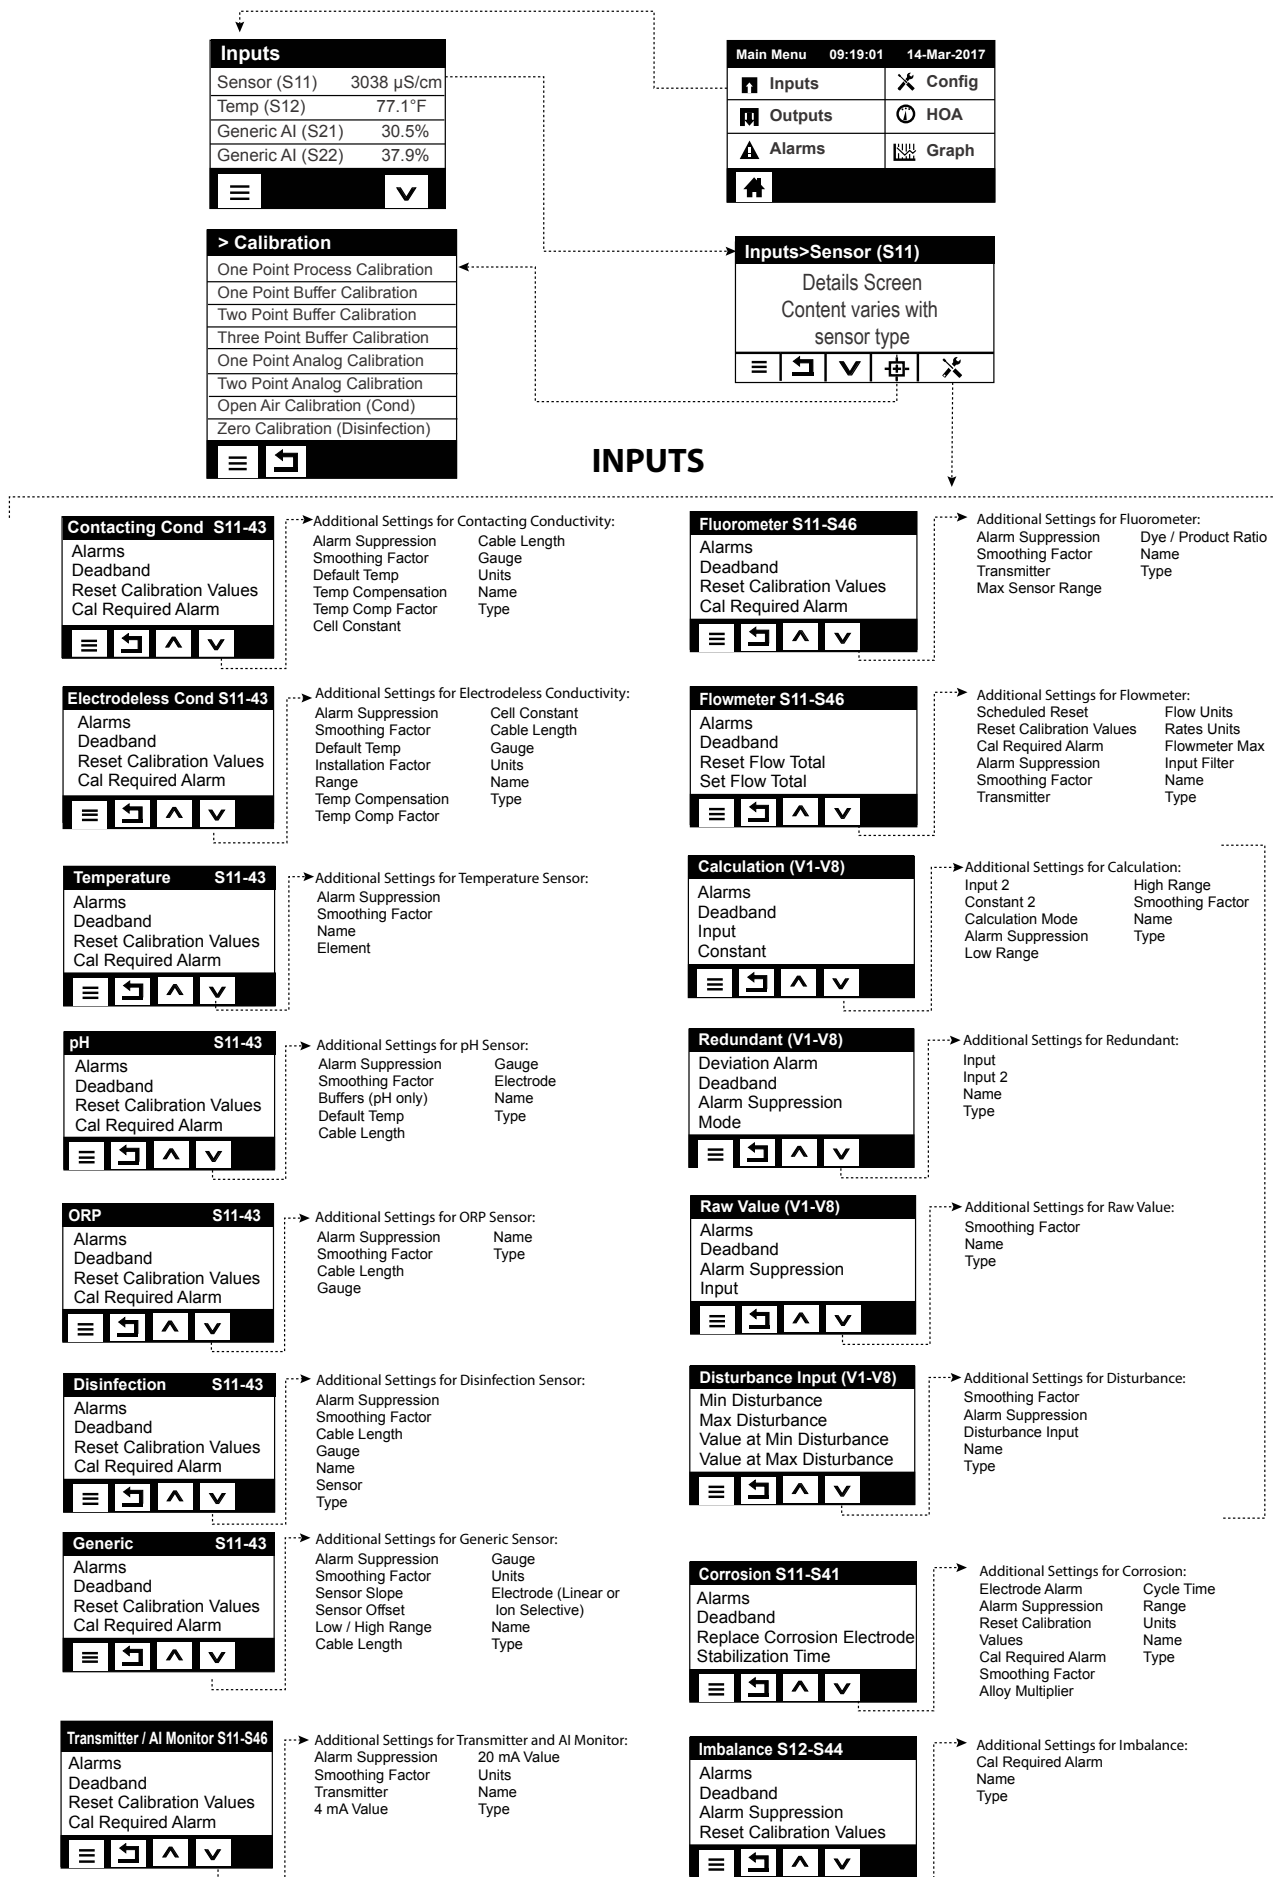 Inputs
Sensor (S11) 3038 µS/cm
Temp (S12) 77.1°F
Generic AI (S21) 30.5%
Generic AI (S22) 37.9%
Main Menu 09:19:01 14-Mar-2017
Inputs Config
Outputs HOA
Alarms Graph
> Calibration
One Point Process Calibration
One Point Buffer Calibration
Two Point Buffer Calibration
Three Point Buffer Calibration
One Point Analog Calibration
Two Point Analog Calibration
Open Air Calibration (Cond)
Zero Calibration (Disinfection)
Inputs>Sensor (S11)
Details Screen
Content varies with
sensor type
INPUTS
Contacting Cond S11-43
Alarms
Deadband
Reset Calibration Values
Cal Required Alarm
Additional Settings for Contacting Conductivity:
Alarm Suppression Cable Length
Smoothing Factor Gauge
Default Temp Units
Temp Compensation Name
Temp Comp Factor Type
Cell Constant
Electrodeless Cond S11-43
Alarms
Deadband
Reset Calibration Values
Cal Required Alarm
Additional Settings for Electrodeless Conductivity:
Alarm Suppression Cell Constant
Smoothing Factor Cable Length
Default Temp Gauge
Installation Factor Units
Range Name
Temp Compensation Type
Temp Comp Factor
Temperature S11-43
Alarms
Deadband
Reset Calibration Values
Cal Required Alarm
Additional Settings for Temperature Sensor:
Alarm Suppression
Smoothing Factor
Name
Element
pH S11-43
Alarms
Deadband
Reset Calibration Values
Cal Required Alarm
Additional Settings for pH Sensor:
Alarm Suppression Gauge
Smoothing Factor Electrode
Buffers (pH only) Name
Default Temp Type
Cable Length
ORP S11-43
Alarms
Deadband
Reset Calibration Values
Cal Required Alarm
Additional Settings for ORP Sensor:
Alarm Suppression Name
Smoothing Factor Type
Cable Length
Gauge
Disinfection S11-43
Alarms
Deadband
Reset Calibration Values
Cal Required Alarm
Additional Settings for Disinfection Sensor:
Alarm Suppression
Smoothing Factor
Cable Length
Gauge
Name
Sensor
Type
Generic S11-43
Alarms
Deadband
Reset Calibration Values
Cal Required Alarm
Additional Settings for Generic Sensor:
Alarm Suppression Gauge
Smoothing Factor Units
Sensor Slope Electrode (Linear or
Sensor Offset Ion Selective)
Low / High Range Name
Cable Length Type
Transmitter / AI Monitor S11-S46
Alarms
Deadband
Reset Calibration Values
Cal Required Alarm
Additional Settings for Transmitter and AI Monitor:
Alarm Suppression 20 mA Value
Smoothing Factor Units
Transmitter Name
4 mA Value Type
Fluorometer S11-S46
Alarms
Deadband
Reset Calibration Values
Cal Required Alarm
Additional Settings for Fluorometer:
Alarm Suppression Dye / Product Ratio
Smoothing Factor Name
Transmitter Type
Max Sensor Range
Flowmeter S11-S46
Alarms
Deadband
Reset Flow Total
Set Flow Total
Additional Settings for Flowmeter:
Scheduled Reset Flow Units
Reset Calibration Values Rates Units
Cal Required Alarm Flowmeter Max
Alarm Suppression Input Filter
Smoothing Factor Name
Transmitter Type
Calculation (V1-V8)
Alarms
Deadband
Input
Constant
Additional Settings for Calculation:
Input 2 High Range
Constant 2 Smoothing Factor
Calculation Mode Name
Alarm Suppression Type
Low Range
Redundant (V1-V8)
Deviation Alarm
Deadband
Alarm Suppression
Mode
Additional Settings for Redundant:
Input
Input 2
Name
Type
Raw Value (V1-V8)
Alarms
Deadband
Alarm Suppression
Input
Additional Settings for Raw Value:
Smoothing Factor
Name
Type
Disturbance Input (V1-V8)
Min Disturbance
Max Disturbance
Value at Min Disturbance
Value at Max Disturbance
Additional Settings for Disturbance:
Smoothing Factor
Alarm Suppression
Disturbance Input
Name
Type
Corrosion S11-S41
Alarms
Deadband
Replace Corrosion Electrode
Stabilization Time
Additional Settings for Corrosion:
Electrode Alarm Cycle Time
Alarm Suppression Range
Reset Calibration Units
Values Name
Cal Required Alarm Type
Smoothing Factor
Alloy Multiplier
Imbalance S12-S44
Alarms
Deadband
Alarm Suppression
Reset Calibration Values
Additional Settings for Imbalance:
Cal Required Alarm
Name
Type